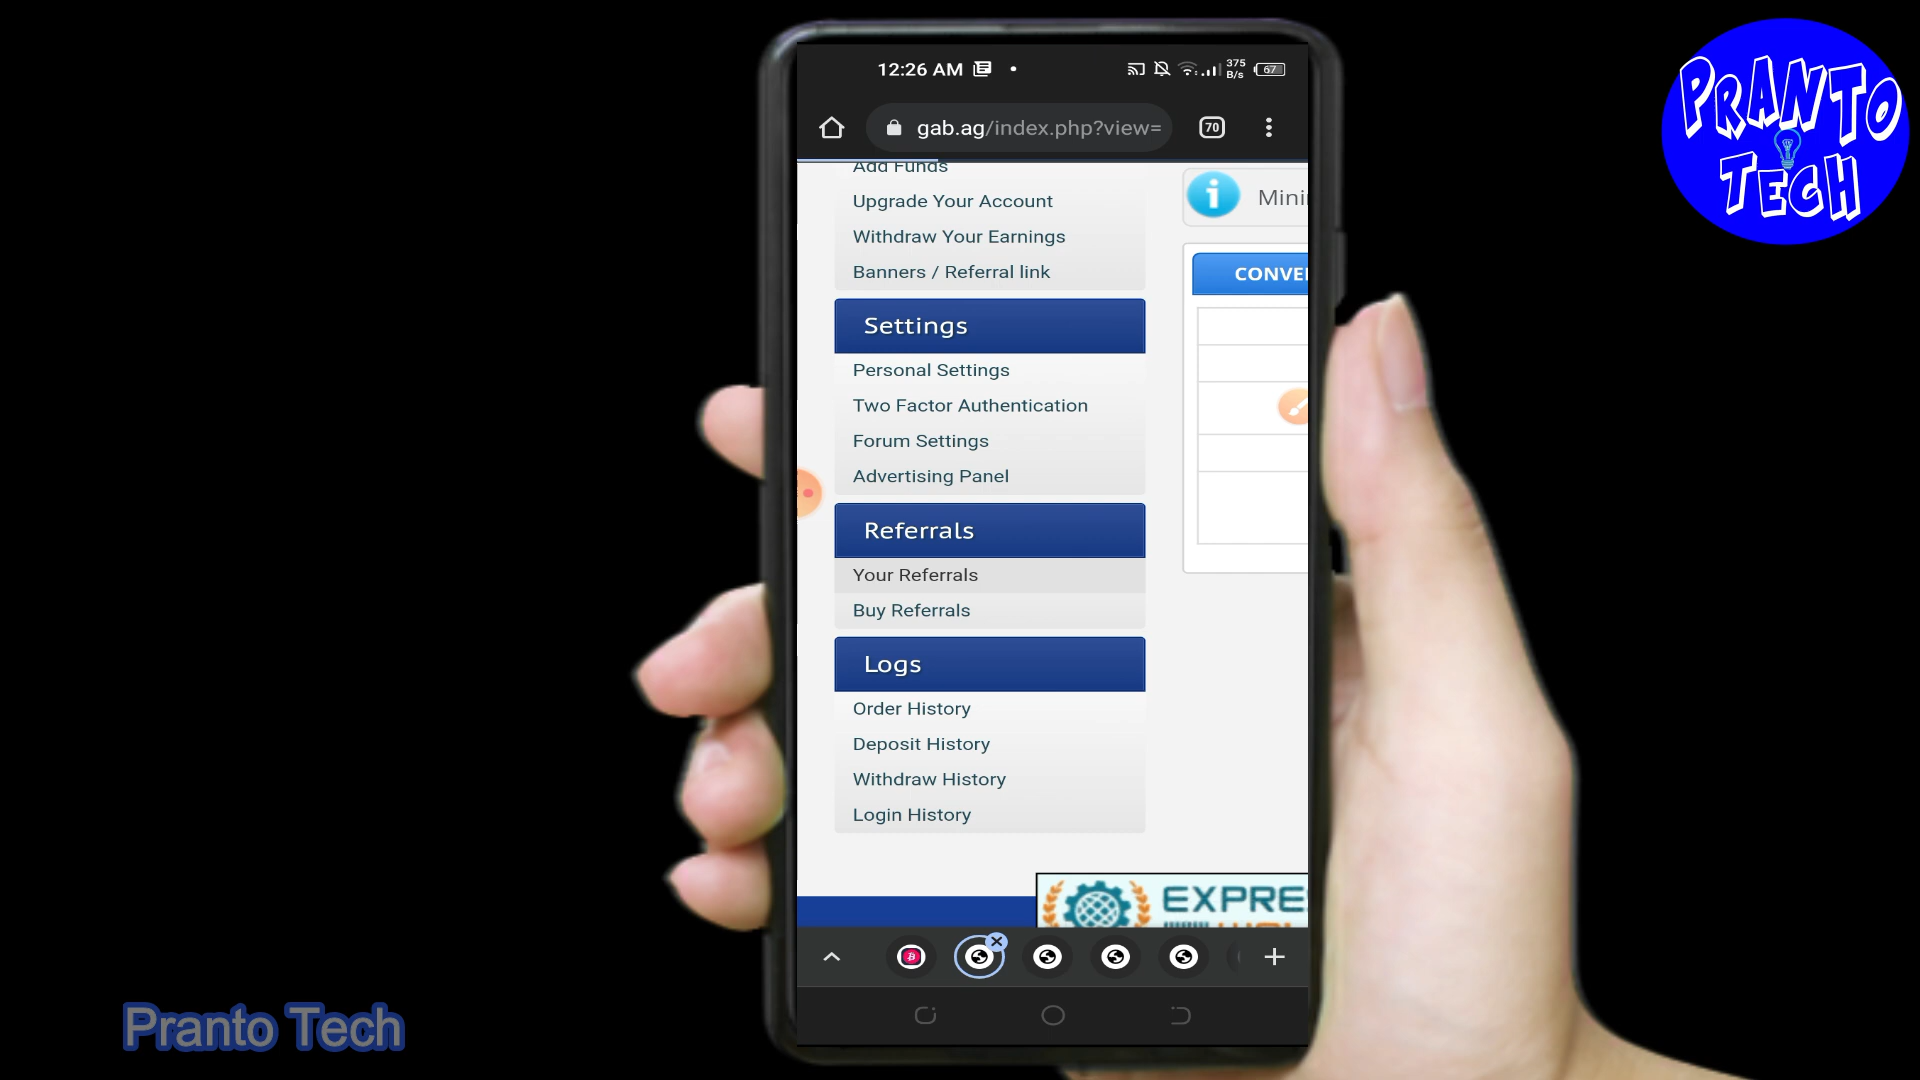 PRANTO
TECH
12:26 AM
375
B/s
67
gab.ag/index.php?view=
70
Add Funds
Upgrade Your Account
Withdraw Your Earnings
Banners / Referral link
Settings
Personal Settings
Two Factor Authentication
Forum Settings
Advertising Panel
Referrals
Your Referrals
Buy Referrals
Logs
Order History
Deposit History
Withdraw History
Login History
Mini
CONVE
EXPRE
Pranto Tech